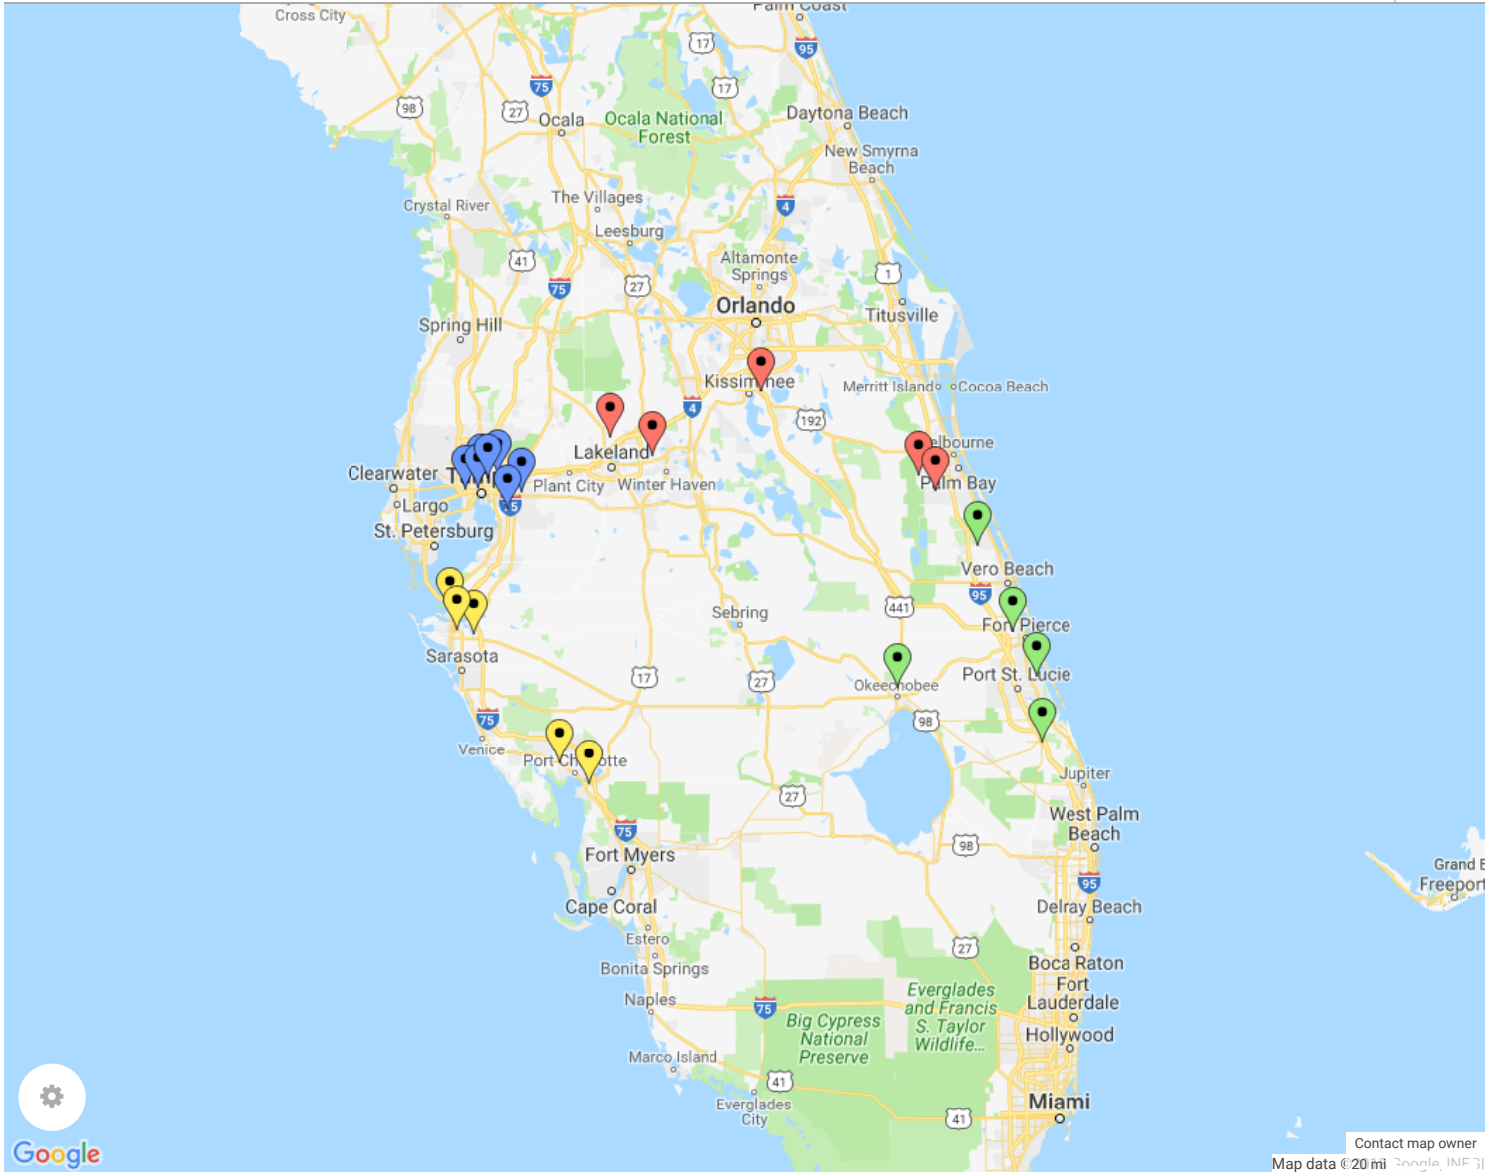 Palm Coast
Cross City
17
95
75
17
98
27
Ocala
Ocala National
Forest
Daytona Beach
New Smyrna
Beach
The Villages
Crystal River
4
Leesburg
41
Altamonte
Springs
1
75
27
Orlando
Titusville
Spring Hill
Kissimmee
Merritt Island
Cocoa Beach
4
192
elbourne
Lakeland
Clearwater
Plant City
Winter Haven
Palm Bay
Largo
St. Petersburg
Vero Beach
95
441
Sebring
Fort Pierce
Sarasota
17
27
Okeechobee
Port St. Lucie
75
98
Venice
Port Charlotte
Jupiter
27
West Palm
Beach
75
98
Fort Myers
Grand
Freeport
95
Cape Coral
Delray Beach
Estero
27
Bonita Springs
Boca Raton
Naples
Fort
Lauderdale
75
Everglades
and Francis
S. Taylor
Wildlife...
Big Cypress
National
Preserve
Hollywood
Marco Island
41
Everglades
City
41
Miami
Google
Contact map owner
Map data ©
20 mi
Google, INEGI